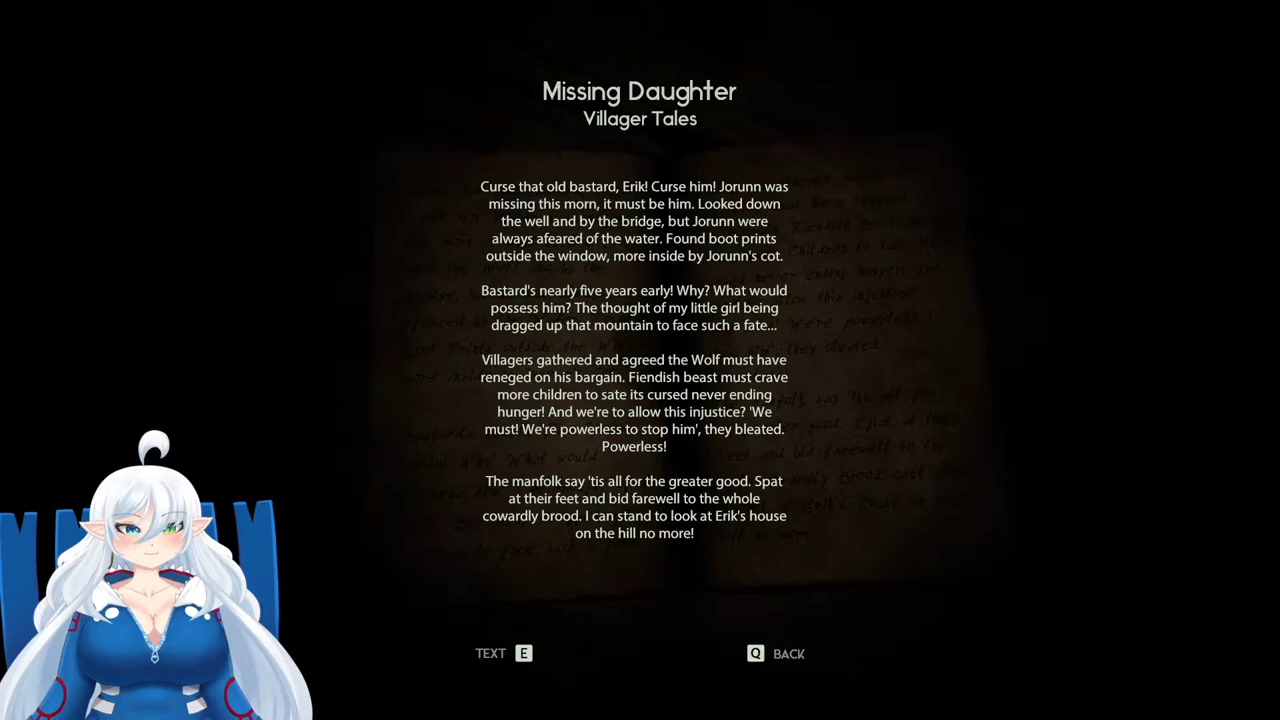 Missing Daughter
Villager Tales
Curse that old bastard, Erik! Curse him! Jorunn was
missing this morn, it must be him. Looked down
the well and by the bridge, but Jorunn were
always afeared of the water. Found boot prints
outside the window, more inside by Jorunn's cot.
Bastard's nearly five years early! Why? What would
possess him? The thought of my little girl being
dragged up that mountain to face such a fate...
Villagers gathered and agreed the Wolf must have
reneged on his bargain. Fiendish beast must crave
more children to sate its cursed never ending
hunger! And we're to allow this injustice? 'We
must! We're powerless to stop him', they bleated.
Powerless!
The manfolk say 'tis all for the greater good. Spat
at their feet and bid farewell to the whole
cowardly brood. I can stand to look at Erik's house
on the hill no more!
TEXT E
Q BACK